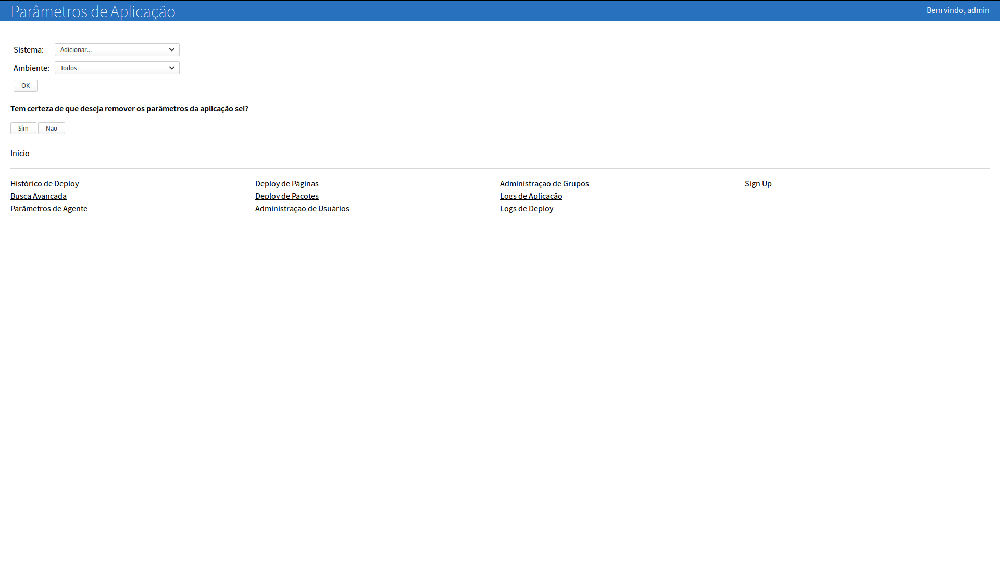 Parâmetros de Aplicação
Bem vindo, admin
Sistema: Adicionar...
Ambiente: Todos
OK
Tem certeza de que deseja remover os parâmetros da aplicação sei?
Sim Nao
Início
Histórico de Deploy
Busca Avançada
Parâmetros de Agente
Deploy de Páginas
Deploy de Pacotes
Administração de Usuários
Administração de Grupos
Logs de Aplicação
Logs de Deploy
Sign Up